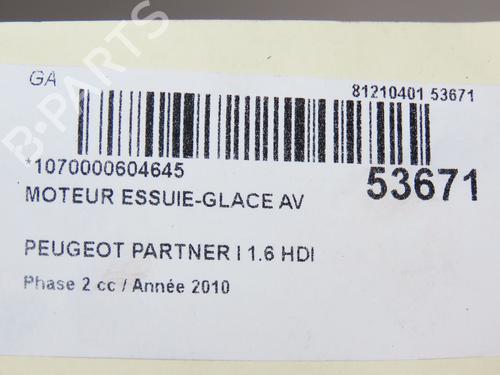 B-PARTS
GA
81210401 53671
*1070000604645
53671
MOTEUR ESSUIE-GLACE AV
PEUGEOT PARTNER I 1.6 HDI
Phase 2 cc / Année 2010